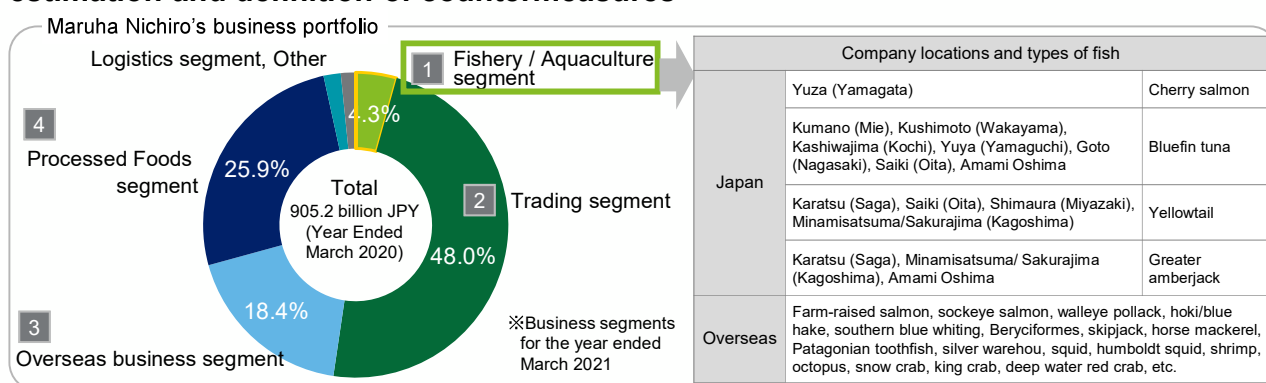 Maruha Nichiro's business portfolio
Logistics segment, Other
1 Fishery / Aquaculture
segment
4.3%
4
Processed Foods
segment
25.9%
Total
905.2 billion JPY
(Year Ended
March 2020)
2 Trading segment
48.0%
18.4%
3
Overseas business segment
※Business segments
for the year ended
March 2021
Company locations and types of fish
Japan
Yuza (Yamagata)
Cherry salmon
Kumano (Mie), Kushimoto (Wakayama),
Kashiwajima (Kochi), Yuya (Yamaguchi), Goto
(Nagasaki), Saiki (Oita), Amami Oshima
Bluefin tuna
Karatsu (Saga), Saiki (Oita), Shimaura (Miyazaki),
Minamisatsuma/Sakurajima (Kagoshima)
Yellowtail
Karatsu (Saga), Minamisatsuma/ Sakurajima
(Kagoshima), Amami Oshima
Greater
amberjack
Overseas
Farm-raised salmon, sockeye salmon, walleye pollack, hoki/blue
hake, southern blue whiting, Beryciformes, skipjack, horse mackerel,
Patagonian toothfish, silver warehou, squid, humboldt squid, shrimp,
octopus, snow crab, king crab, deep water red crab, etc.